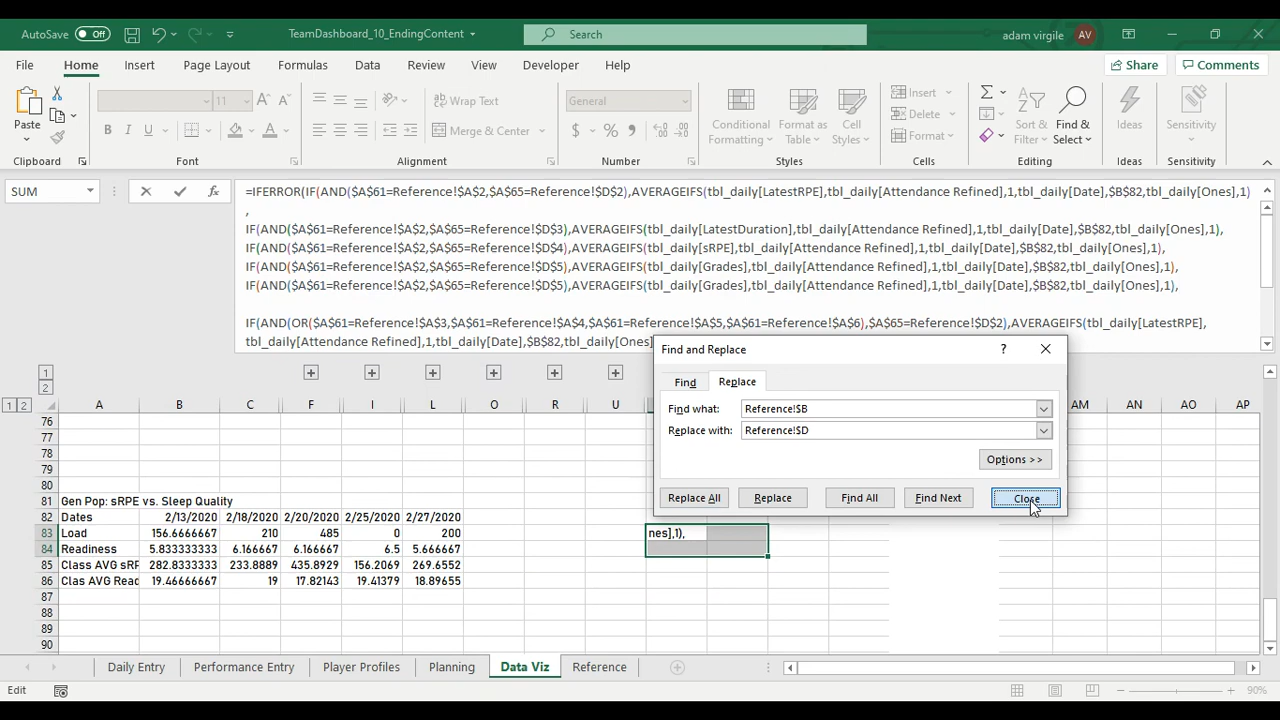 AutoSave Off TeamDashboard_10_EndingContent Search adam virgile AV
File Home Insert Page Layout Formulas Data Review View Developer Help Share Comments
Paste 11 A A Wrap Text General Conditional Formatting Format as Table Cell Styles Insert Sort & Filter Find & Select Ideas Sensitivity
B I U A Merge & Center $ % Delete Format
Clipboard Font Alignment Number Styles Cells Editing Ideas Sensitivity
SUM fx =IFERROR(IF(AND($A$61=Reference!$A$2,$A$65=Reference!$D$2),AVERAGEIFS(tbl_daily[LatestRPE],tbl_daily[Attendance Refined],1,tbl_daily[Date],$B$82,tbl_daily[Ones],1)
,
IF(AND($A$61=Reference!$A$2,$A$65=Reference!$D$3),AVERAGEIFS(tbl_daily[LatestDuration],tbl_daily[Attendance Refined],1,tbl_daily[Date],$B$82,tbl_daily[Ones],1),
IF(AND($A$61=Reference!$A$2,$A$65=Reference!$D$4),AVERAGEIFS(tbl_daily[sRPE],tbl_daily[Attendance Refined],1,tbl_daily[Date],$B$82,tbl_daily[Ones],1),
IF(AND($A$61=Reference!$A$2,$A$65=Reference!$D$5),AVERAGEIFS(tbl_daily[Grades],tbl_daily[Attendance Refined],1,tbl_daily[Date],$B$82,tbl_daily[Ones],1),
IF(AND($A$61=Reference!$A$2,$A$65=Reference!$D$5),AVERAGEIFS(tbl_daily[Grades],tbl_daily[Attendance Refined],1,tbl_daily[Date],$B$82,tbl_daily[Ones],1),
IF(AND(OR($A$61=Reference!$A$3,$A$61=Reference!$A$4,$A$61=Reference!$A$5,$A$61=Reference!$A$6),$A$65=Reference!$D$2),AVERAGEIFS(tbl_daily[LatestRPE],
tbl_daily[Attendance Refined],1,tbl_daily[Date],$B$82,tbl_daily[Ones]
Find and Replace ?
Find Replace
Find what: Reference!$B
Replace with: Reference!$D
Options >>
Replace All Replace Find All Find Next Close
1
2
1 2 A B C F I L O R U AM AN AO AP
76
77
78
79
80
81 Gen Pop: sRPE vs. Sleep Quality
82 Dates 2/13/2020 2/18/2020 2/20/2020 2/25/2020 2/27/2020
83 Load 156.6666667 210 485 0 200 nes],1),
84 Readiness 5.833333333 6.166667 6.166667 6.5 5.666667
85 Class AVG sRP 282.8333333 233.8889 435.8929 156.2069 269.6552
86 Clas AVG Read 19.46666667 19 17.82143 19.41379 18.89655
87
88
89
90
Daily Entry Performance Entry Player Profiles Planning Data Viz Reference
Edit 90%